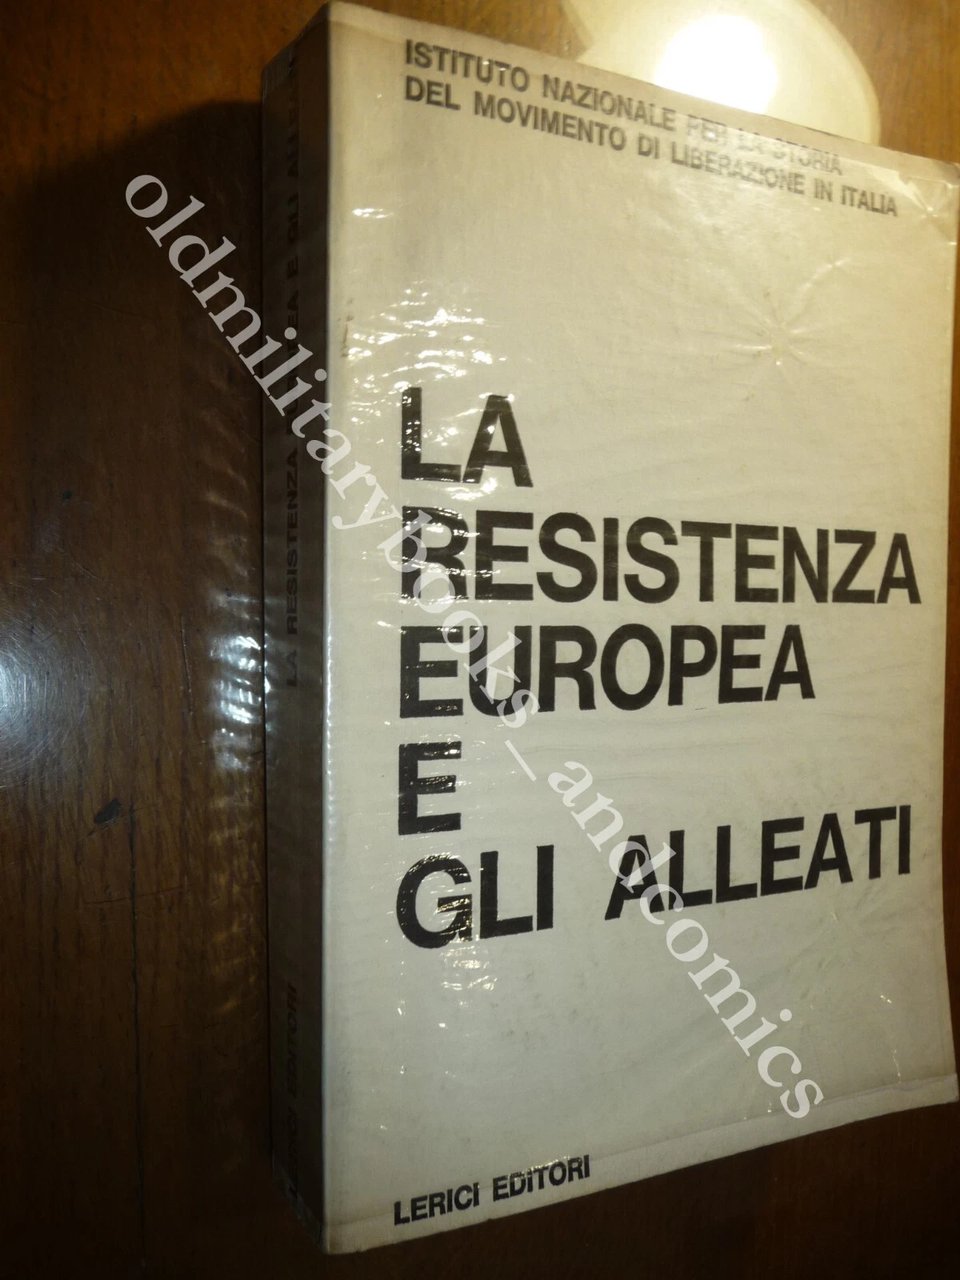 ISTITUTO NAZIONALE PER LA STORIA
DEL MOVIMENTO DI LIBERAZIONE IN ITALIA
LA
RESISTENZA
EUROPEA
E
GLI ALLEATI
LERICI EDITORI
LA RESISTENZA EUROPEA E GLI ALLEATI
LERICI EDITORI
oldmilitarybooks_andcomics